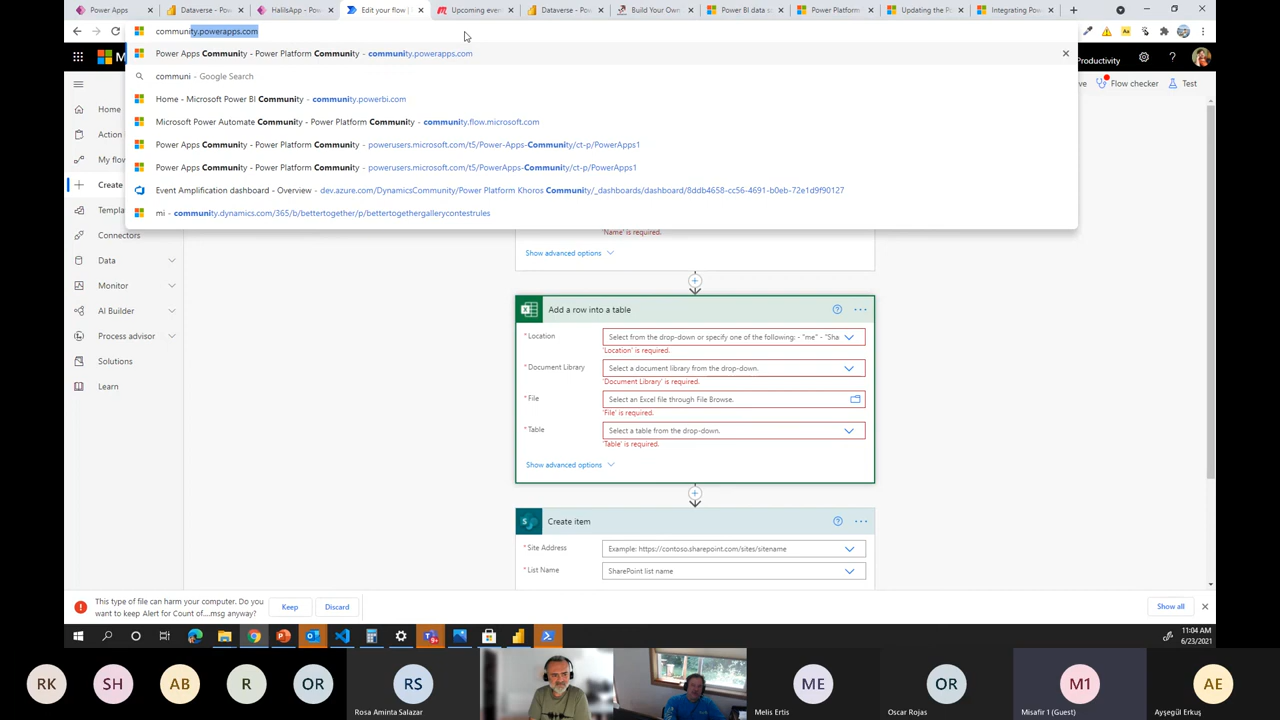 Power Apps
Dataverse - Pow
HalilsApp - Pow
Edit your flow |
Upcoming even
Dataverse - Pow
Build Your Own
Power BI data s
Power Platform
Updating the Po
Integrating Pow
community.powerapps.com
Power Apps Community - Power Platform Community - community.powerapps.com
communi - Google Search
Home - Microsoft Power BI Community - community.powerbi.com
Microsoft Power Automate Community - Power Platform Community - community.flow.microsoft.com
Power Apps Community - Power Platform Community - powerusers.microsoft.com/t5/Power-Apps-Community/ct-p/PowerApps1
Power Apps Community - Power Platform Community - powerusers.microsoft.com/t5/PowerApps-Community/ct-p/PowerApps1
Event Amplification dashboard - Overview - dev.azure.com/DynamicsCommunity/Power Platform Khoros Community/_dashboards/dashboard/8ddb4658-cc56-4691-b0eb-72e1d9f90127
mi - community.dynamics.com/365/b/bettertogether/p/bettertogethergallerycontestrules
M
Productivity
ve
Flow checker
Test
Home
Action
My flow
Create
Templa
Connectors
Data
Monitor
AI Builder
Process advisor
Solutions
Learn
'Name' is required.
Show advanced options
Add a row into a table
* Location
Select from the drop-down or specify one of the following: - "me" - "Sha
'Location' is required.
* Document Library
Select a document library from the drop-down.
'Document Library' is required.
* File
Select an Excel file through File Browse.
'File' is required.
* Table
Select a table from the drop-down.
'Table' is required.
Show advanced options
Create item
* Site Address
Example: https://contoso.sharepoint.com/sites/sitename
* List Name
SharePoint list name
This type of file can harm your computer. Do you
want to keep Alert for Count of....msg anyway?
Keep
Discard
Show all
11:04 AM
6/23/2021
RK
SH
AB
R
OR
RS
Rosa Aminta Salazar
ME
Melis Ertis
OR
Oscar Rojas
M1
Misafir 1 (Guest)
AE
Ayşegül Erkuş